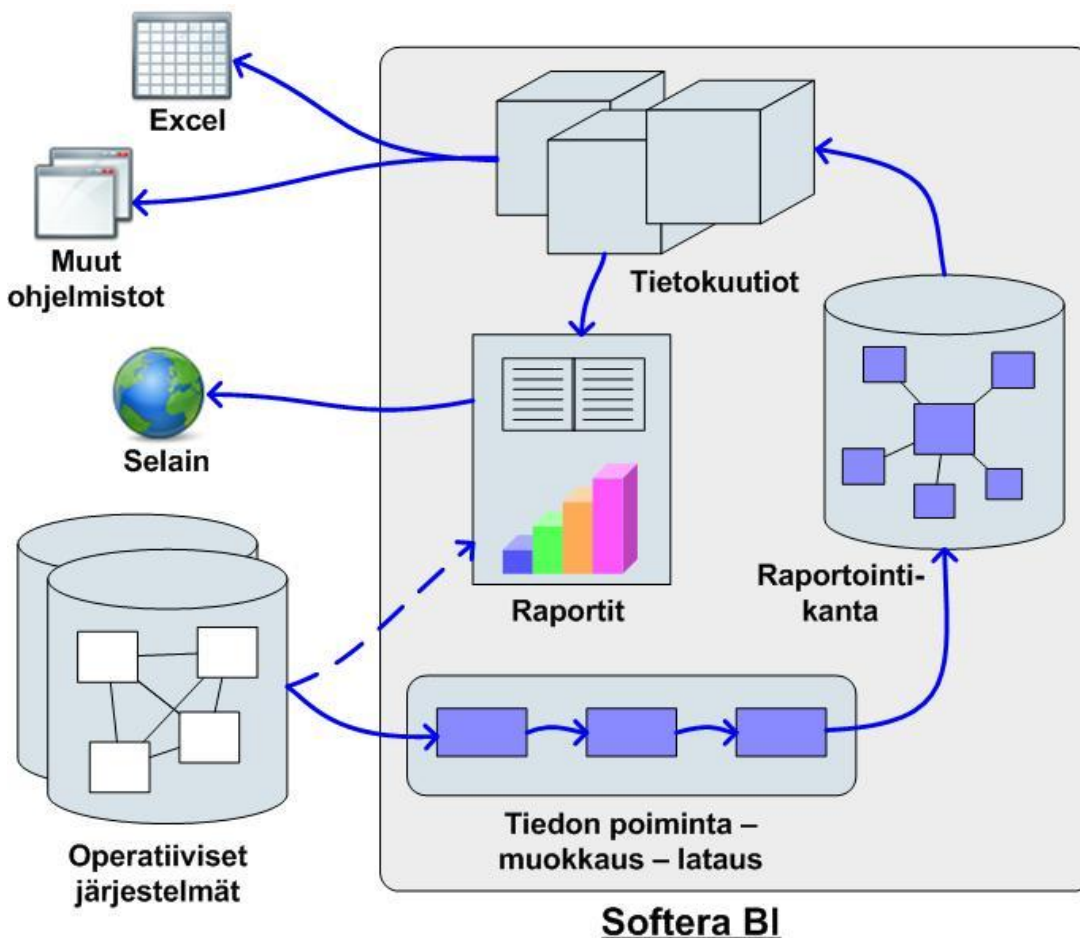 Excel
Muut
ohjelmistot
Tietokuutiot
Selain
Raportit
Raportointi-
kanta
Operatiiviset
järjestelmät
Tiedon poiminta –
muokkaus – lataus
Softera BI